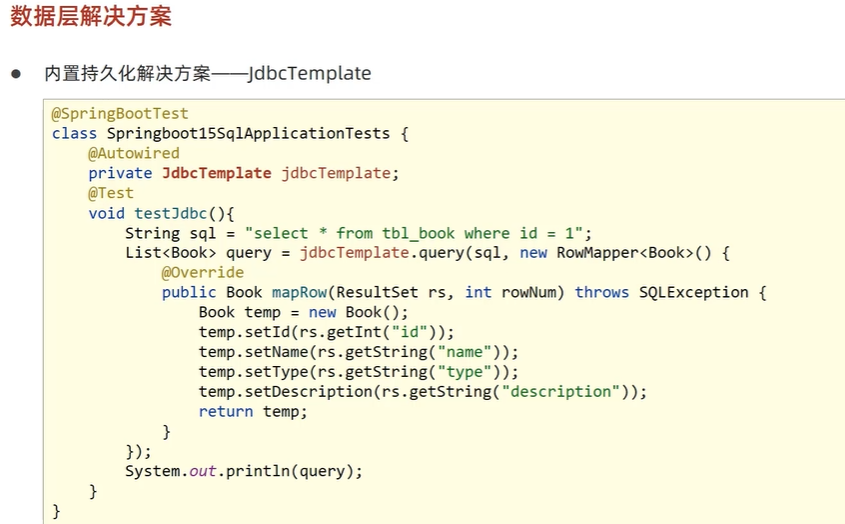 数据层解决方案
● 内置持久化解决方案——JdbcTemplate
@SpringBootTest
class Springboot15SqlApplicationTests {
    @Autowired
    private JdbcTemplate jdbcTemplate;
    @Test
    void testJdbc(){
        String sql = "select * from tbl_book where id = 1";
        List<Book> query = jdbcTemplate.query(sql, new RowMapper<Book>() {
            @Override
            public Book mapRow(ResultSet rs, int rowNum) throws SQLException {
                Book temp = new Book();
                temp.setId(rs.getInt("id"));
                temp.setName(rs.getString("name"));
                temp.setType(rs.getString("type"));
                temp.setDescription(rs.getString("description"));
                return temp;
            }
        });
        System.out.println(query);
    }
}